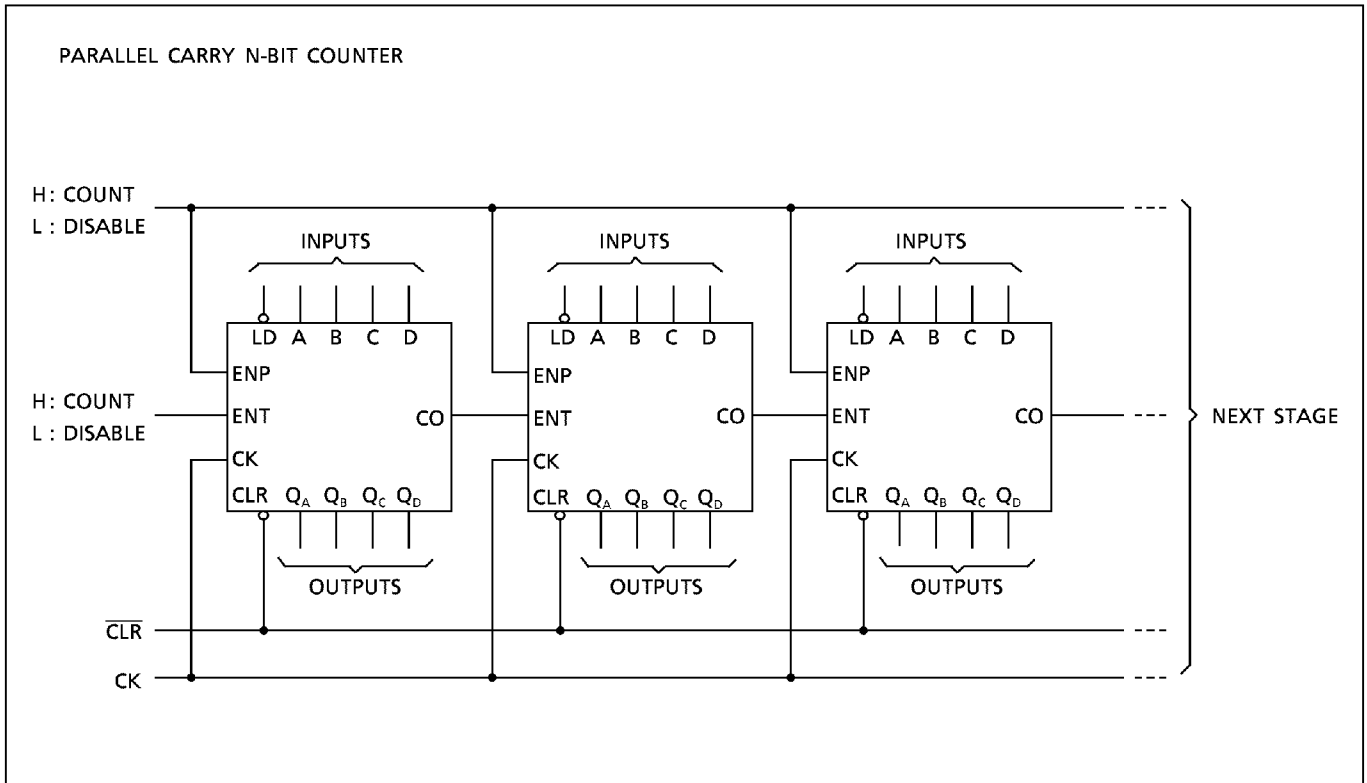 PARALLEL CARRY N-BIT COUNTER
H: COUNT
L : DISABLE
INPUTS INPUTS INPUTS
LD A B C D LD A B C D LD A B C D
ENP ENP ENP
H: COUNT
L : DISABLE
ENT CO ENT CO ENT CO NEXT STAGE
CK CK CK
CLR QA QB QC QD CLR QA QB QC QD CLR QA QB QC QD
OUTPUTS OUTPUTS OUTPUTS
CLR
CK